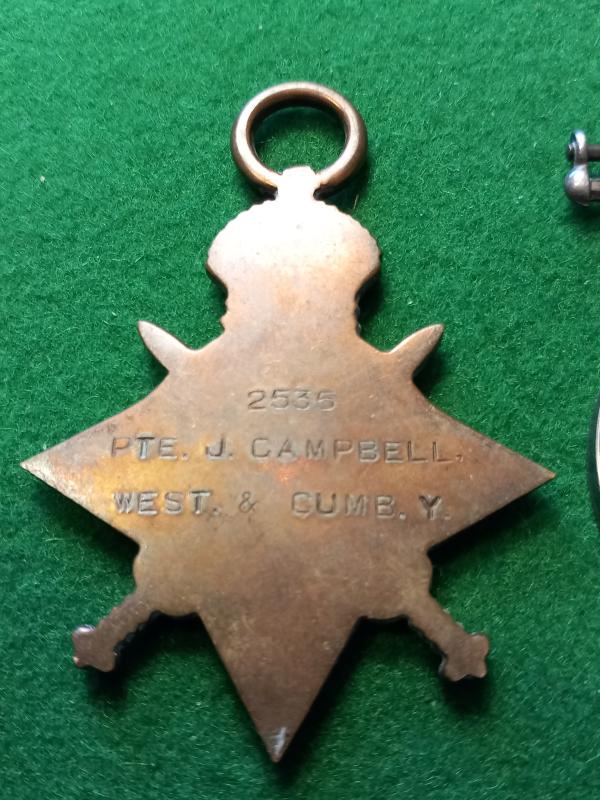 2535
PTE. J. CAMPBELL.
WEST. & CUMB. Y.